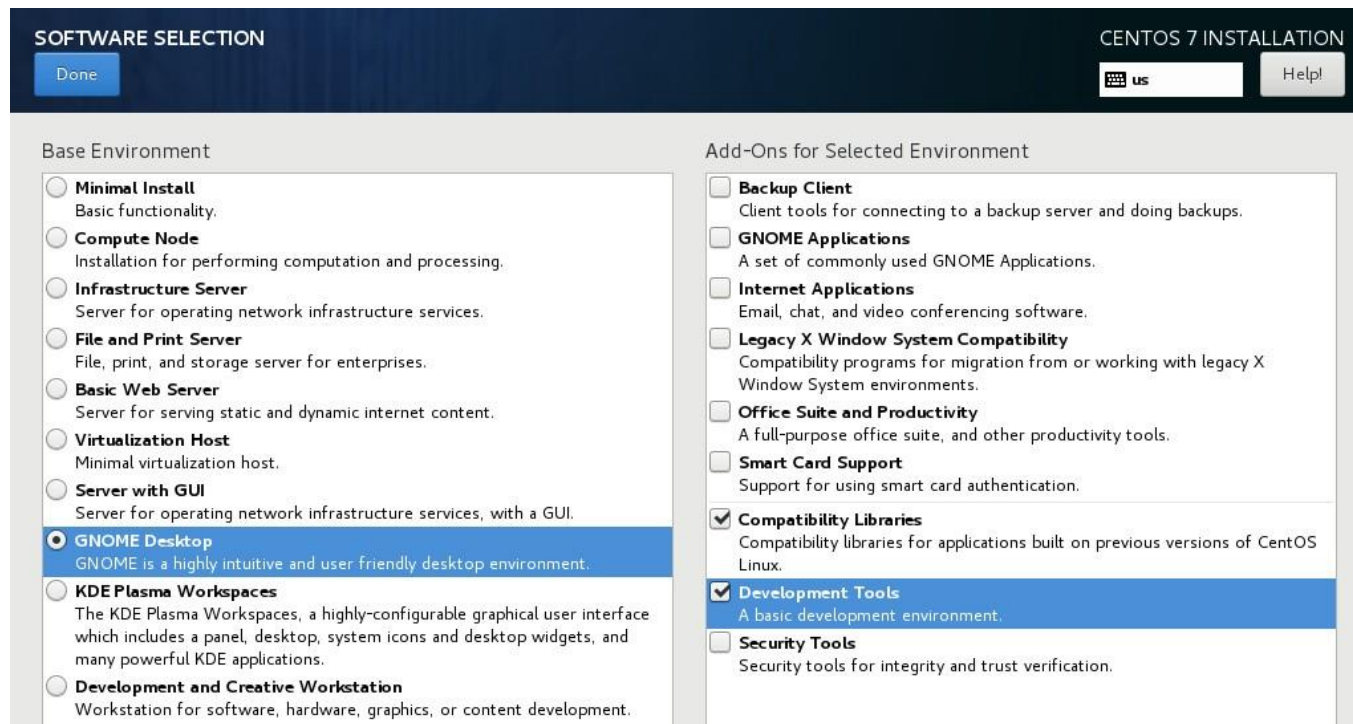 SOFTWARE SELECTION
Done
CENTOS 7 INSTALLATION
us
Help!
Base Environment
Minimal Install
Basic functionality.
Compute Node
Installation for performing computation and processing.
Infrastructure Server
Server for operating network infrastructure services.
File and Print Server
File, print, and storage server for enterprises.
Basic Web Server
Server for serving static and dynamic internet content.
Virtualization Host
Minimal virtualization host.
Server with GUI
Server for operating network infrastructure services, with a GUI.
GNOME Desktop
GNOME is a highly intuitive and user friendly desktop environment.
KDE Plasma Workspaces
The KDE Plasma Workspaces, a highly-configurable graphical user interface
which includes a panel, desktop, system icons and desktop widgets, and
many powerful KDE applications.
Development and Creative Workstation
Workstation for software, hardware, graphics, or content development.
Add-Ons for Selected Environment
Backup Client
Client tools for connecting to a backup server and doing backups.
GNOME Applications
A set of commonly used GNOME Applications.
Internet Applications
Email, chat, and video conferencing software.
Legacy X Window System Compatibility
Compatibility programs for migration from or working with legacy X
Window System environments.
Office Suite and Productivity
A full-purpose office suite, and other productivity tools.
Smart Card Support
Support for using smart card authentication.
Compatibility Libraries
Compatibility libraries for applications built on previous versions of CentOS
Linux.
Development Tools
A basic development environment.
Security Tools
Security tools for integrity and trust verification.